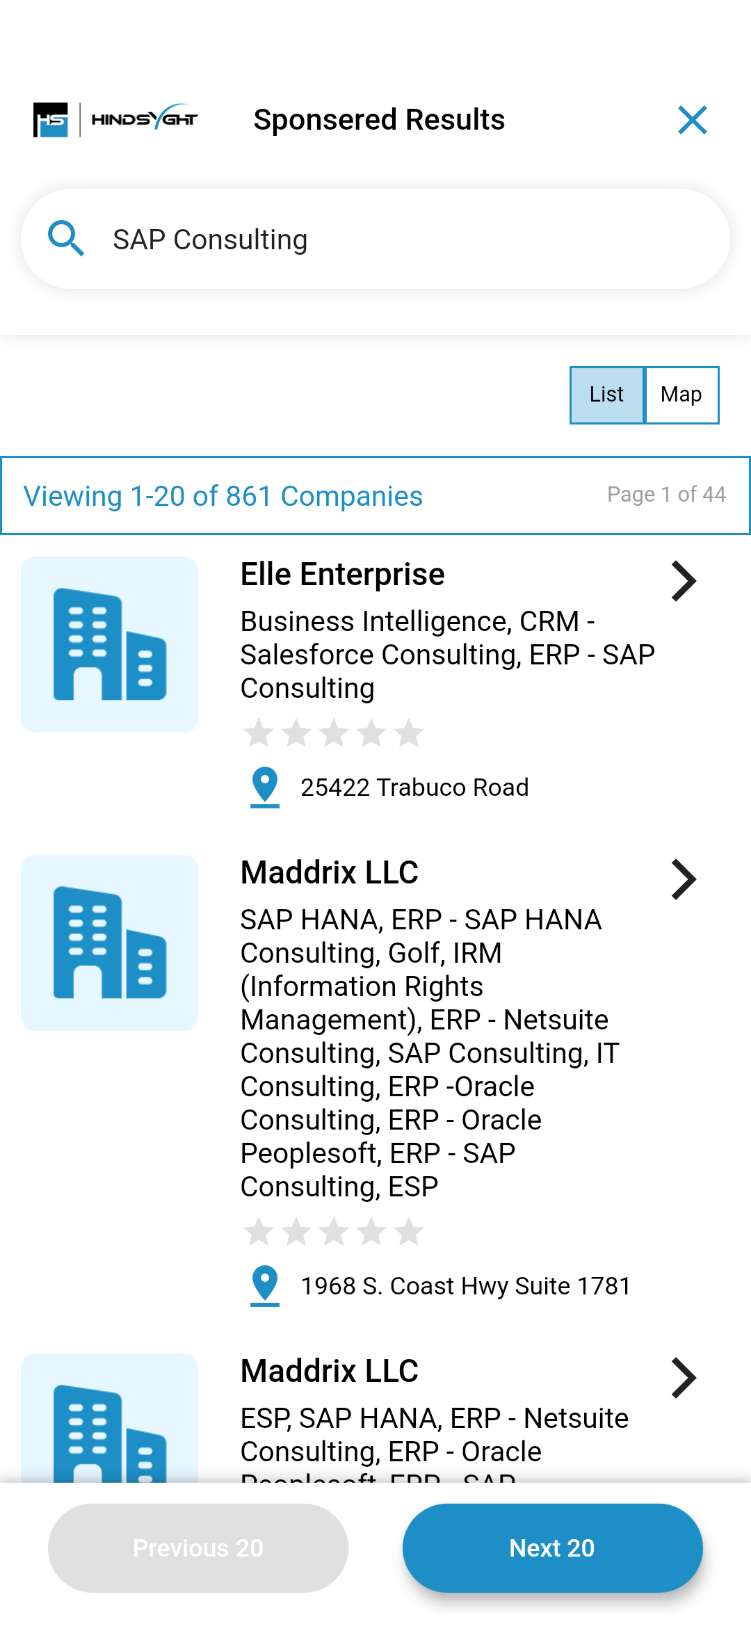 HS | HINDSYGHT
Sponsered Results
SAP Consulting
List
Map
Viewing 1-20 of 861 Companies
Page 1 of 44
Elle Enterprise
Business Intelligence, CRM -
Salesforce Consulting, ERP - SAP
Consulting
25422 Trabuco Road
Maddrix LLC
SAP HANA, ERP - SAP HANA
Consulting, Golf, IRM
(Information Rights
Management), ERP - Netsuite
Consulting, SAP Consulting, IT
Consulting, ERP -Oracle
Consulting, ERP - Oracle
Peoplesoft, ERP - SAP
Consulting, ESP
1968 S. Coast Hwy Suite 1781
Maddrix LLC
ESP, SAP HANA, ERP - Netsuite
Consulting, ERP - Oracle
Peoplesoft, ERP - SAP
Previous 20
Next 20